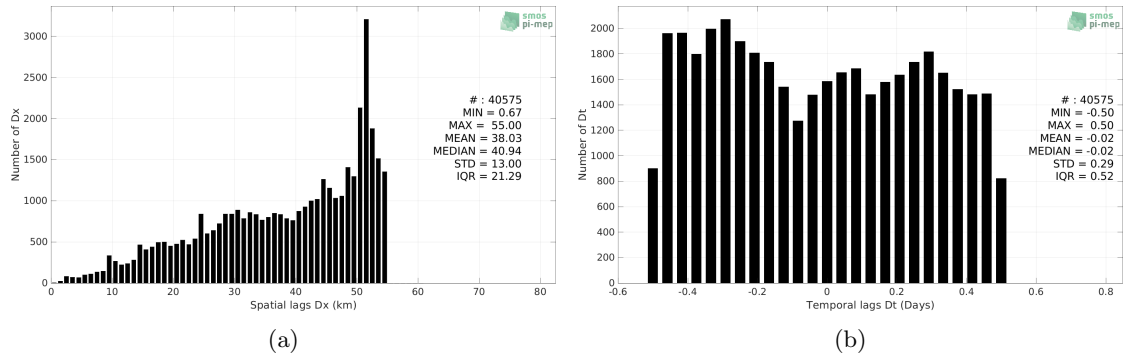 smos
pi-mep
3000
2500
2000
1500
1000
500
0
Number of Dx
# : 40575
MIN = 0.67
MAX = 55.00
MEAN = 38.03
MEDIAN = 40.94
STD = 13.00
IQR = 21.29
0 10 20 30 40 50 60 70 80
Spatial lags Dx (km)
(a)
smos
pi-mep
2000
1800
1600
1400
1200
1000
800
600
400
200
0
Number of Dt
# : 40575
MIN = -0.50
MAX = 0.50
MEAN = -0.02
MEDIAN = -0.02
STD = 0.29
IQR = 0.52
-0.6 -0.4 -0.2 0 0.2 0.4 0.6 0.8
Temporal lags Dt (Days)
(b)